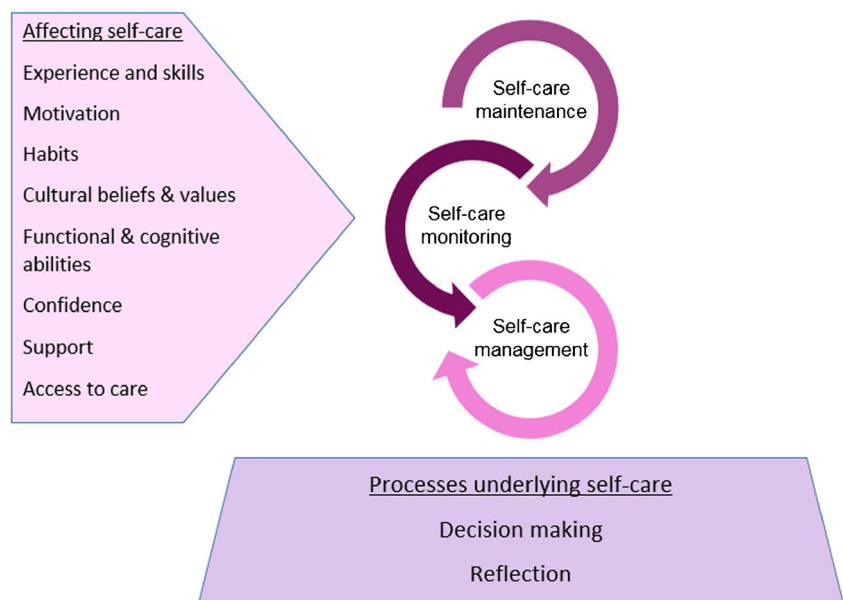 Affecting self-care
Experience and skills
Motivation
Habits
Cultural beliefs & values
Functional & cognitive
abilities
Confidence
Support
Access to care
Self-care
maintenance
Self-care
monitoring
Self-care
management
Processes underlying self-care
Decision making
Reflection